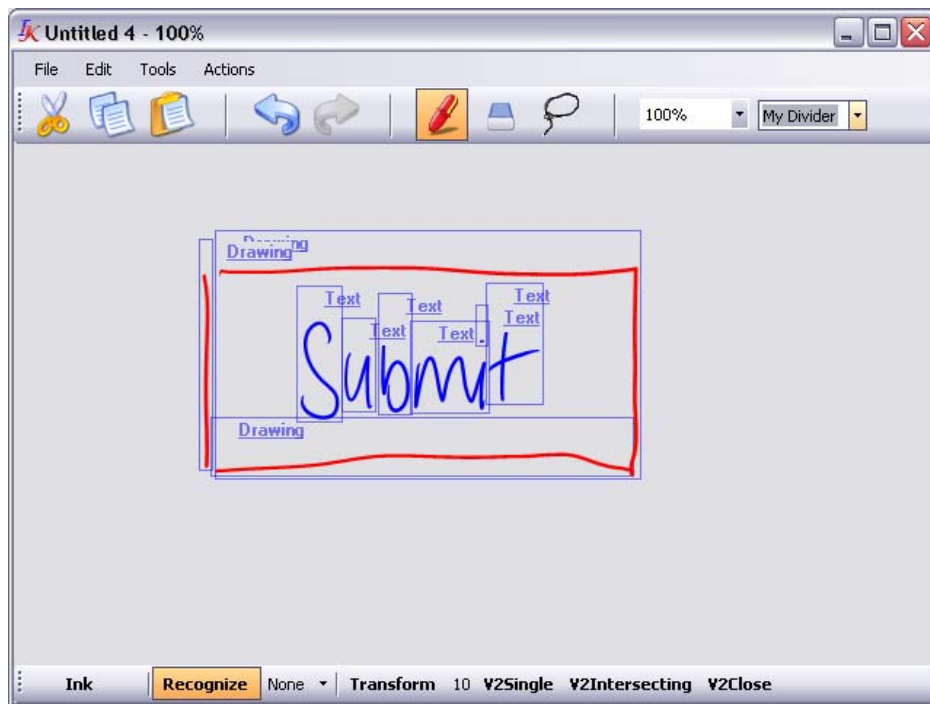 Untitled 4 - 100%
File Edit Tools Actions
100% My Divider
Drawing
Drawing
Text Text Text
Text Text Text
Submit
Drawing
Ink Recognize None Transform 10 V2Single V2Intersecting V2Close